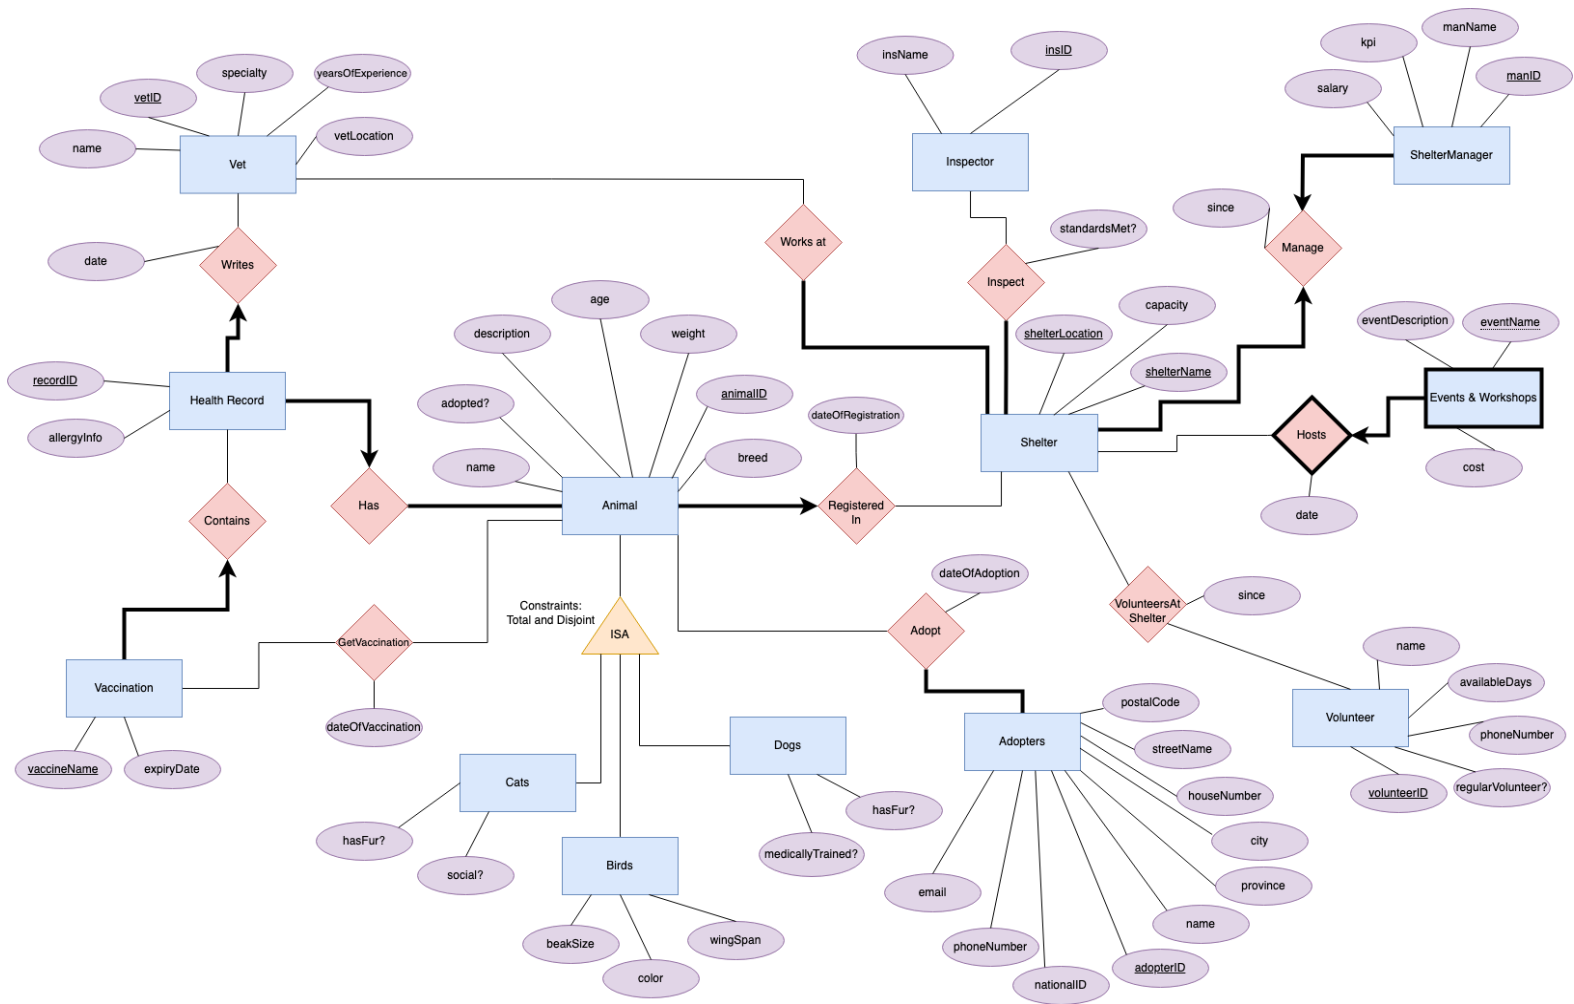 manName
kpi
insName
insID
manID
salary
specialty
yearsOfExperience
vetID
vetLocation
name
Vet
Inspector
ShelterManager
since
standardsMet?
Works at
Manage
date
Writes
Inspect
age
capacity
description
weight
shelterLocation
eventDescription
eventName
recordID
shelterName
animalID
Health Record
adopted?
Events & Workshops
dateOfRegistration
allergyInfo
Shelter
Hosts
breed
name
cost
Has
Animal
Registered
In
date
Contains
dateOfAdoption
Constraints:
Total and Disjoint
ISA
since
VolunteersAt
Shelter
Adopt
GetVaccination
name
availableDays
Vaccination
postalCode
Volunteer
dateOfVaccination
phoneNumber
Dogs
Adopters
streetName
vaccineName
expiryDate
Cats
regularVolunteer?
volunteerID
houseNumber
hasFur?
hasFur?
city
medicallyTrained?
Birds
social?
province
email
name
beakSize
wingSpan
phoneNumber
adopterID
color
nationalID